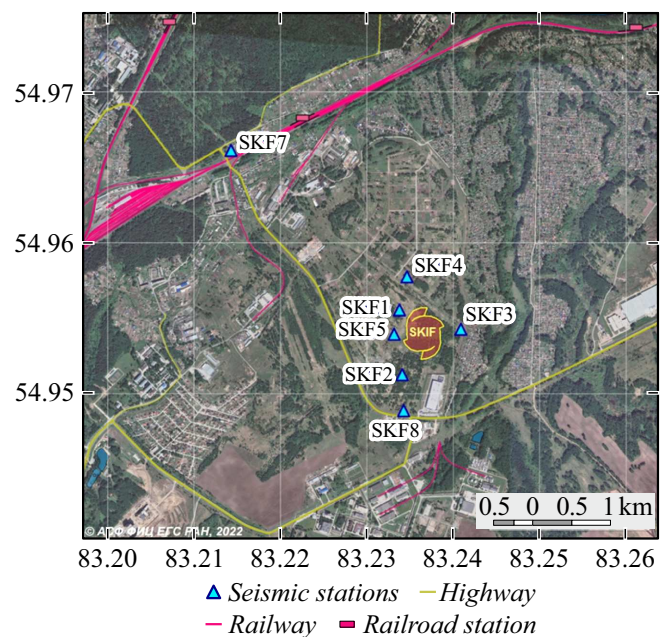 54.97
SKF7
54.96
SKF4
SKF1
SKF3
SKF5
SKIF
SKF2
54.95
SKF8
0.5 0 0.5 1 km
© АСФ ФИЦ ЕГС РАН, 2022
83.20 83.21 83.22 83.23 83.24 83.25 83.26
Seismic stations Highway
Railway Railroad station